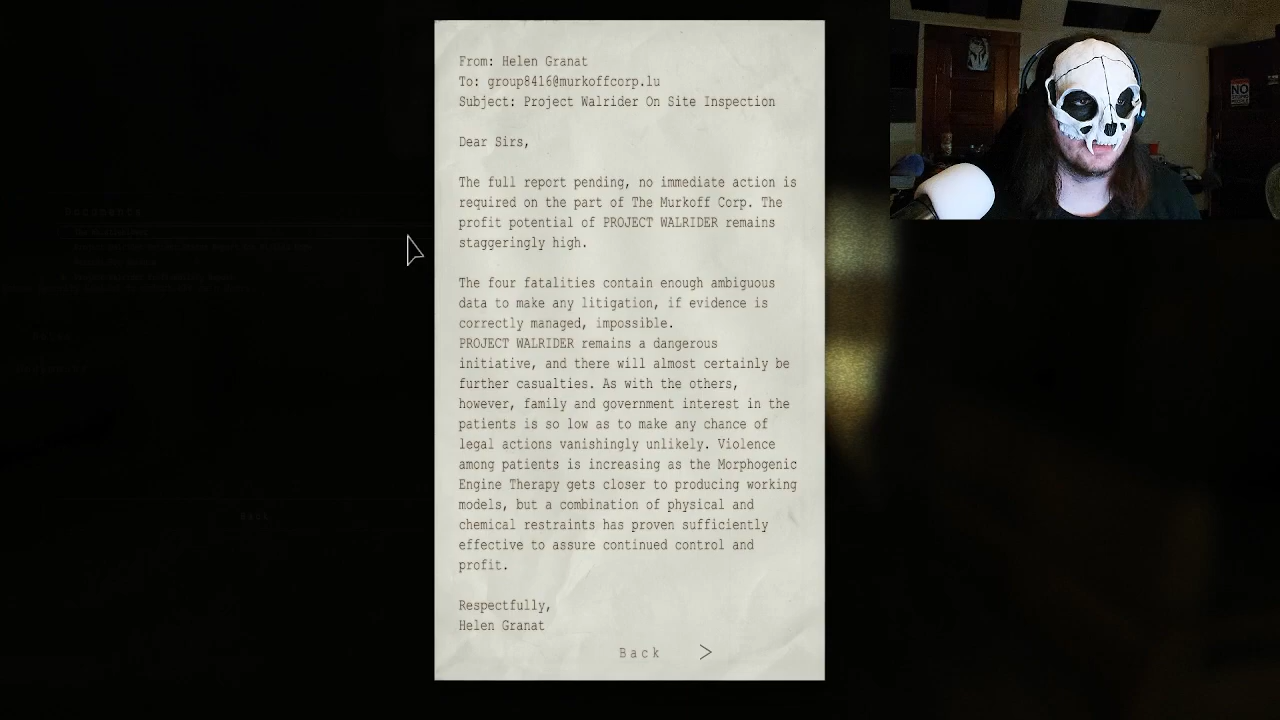 From: Helen Granat
To: group8416@murkoffcorp.lu
Subject: Project Walrider On Site Inspection
Dear Sirs,
The full report pending, no immediate action is
required on the part of The Murkoff Corp. The
profit potential of PROJECT WALRIDER remains
staggeringly high.
The four fatalities contain enough ambiguous
data to make any litigation, if evidence is
correctly managed, impossible.
PROJECT WALRIDER remains a dangerous
initiative, and there will almost certainly be
further casualties. As with the others,
however, family and government interest in the
patients is so low as to make any chance of
legal actions vanishingly unlikely. Violence
among patients is increasing as the Morphogenic
Engine Therapy gets closer to producing working
models, but a combination of physical and
chemical restraints has proven sufficiently
effective to assure continued control and
profit.
Respectfully,
Helen Granat
Back >
Documents
NO